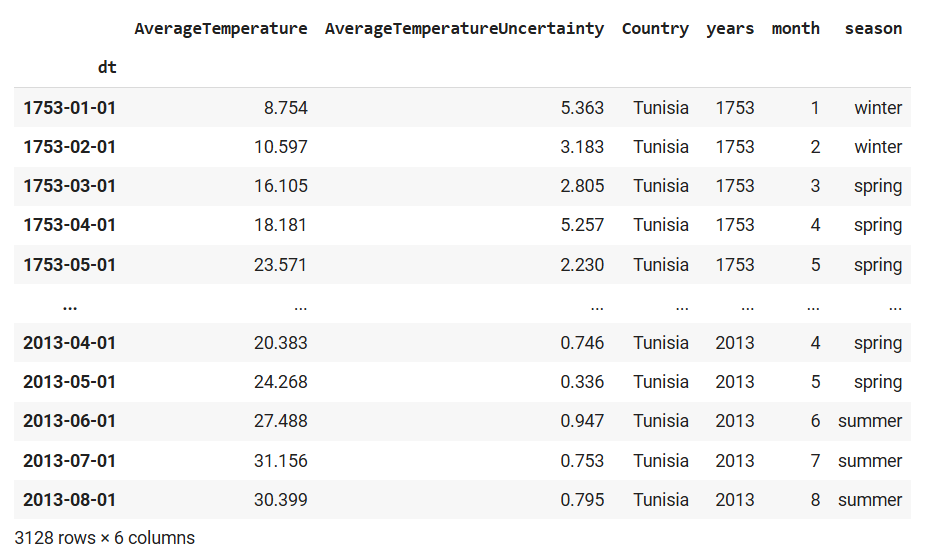 AverageTemperature AverageTemperatureUncertainty Country years month season
dt
1753-01-01 8.754 5.363 Tunisia 1753 1 winter
1753-02-01 10.597 3.183 Tunisia 1753 2 winter
1753-03-01 16.105 2.805 Tunisia 1753 3 spring
1753-04-01 18.181 5.257 Tunisia 1753 4 spring
1753-05-01 23.571 2.230 Tunisia 1753 5 spring
... ... ... ... ... ... ...
2013-04-01 20.383 0.746 Tunisia 2013 4 spring
2013-05-01 24.268 0.336 Tunisia 2013 5 spring
2013-06-01 27.488 0.947 Tunisia 2013 6 summer
2013-07-01 31.156 0.753 Tunisia 2013 7 summer
2013-08-01 30.399 0.795 Tunisia 2013 8 summer
3128 rows × 6 columns